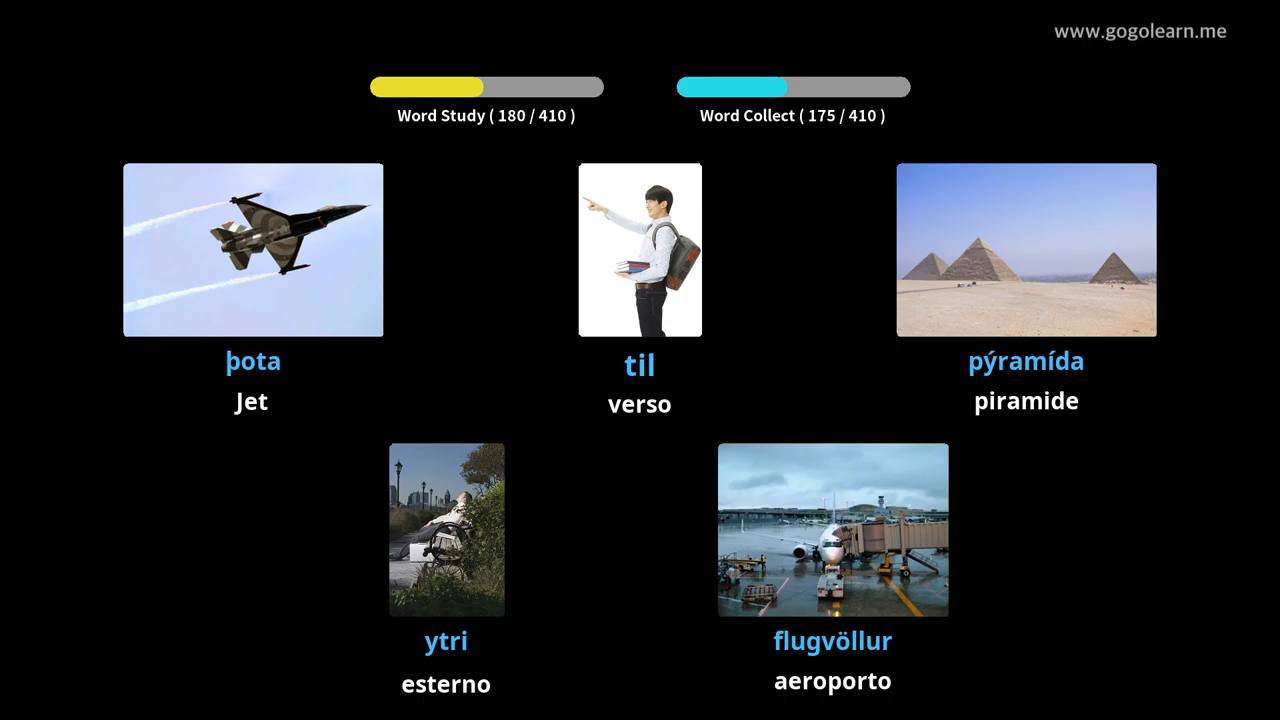 www.gogolearn.me
Word Study ( 180 / 410 )
Word Collect ( 175 / 410 )
þota
Jet
til
verso
pýramída
piramide
ytri
esterno
flugvöllur
aeroporto